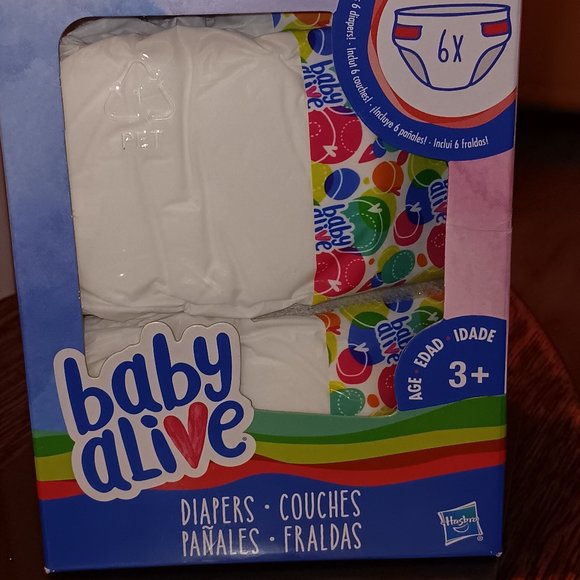 6X
6 diapers! · Inclut 6 couches! · ¡Incluye 6 pañales! · Inclui 6 fraldas!
PET
baby
alive
baby
alive
baby
alive
AGE · EDAD · IDADE
3+
baby
alive
DIAPERS · COUCHES
PAÑALES · FRALDAS
Hasbro